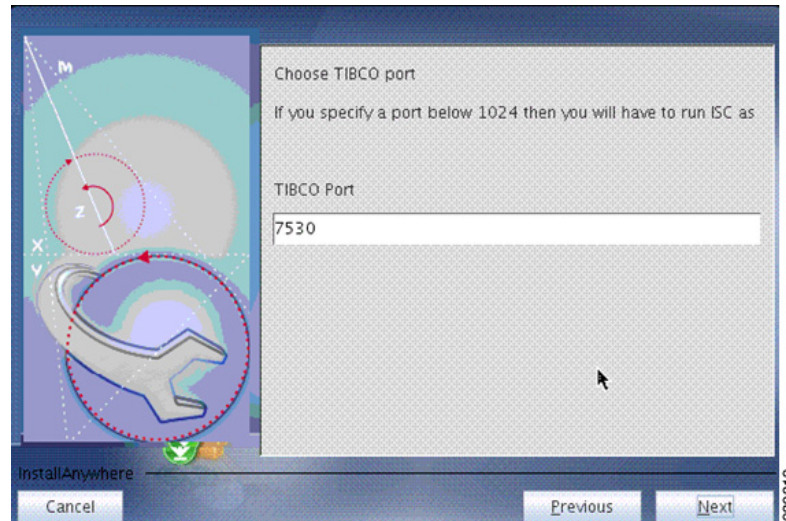 M
Z
X
Y
Choose TIBCO port
If you specify a port below 1024 then you will have to run ISC as
TIBCO Port
7530
InstallAnywhere
Cancel
Previous
Next